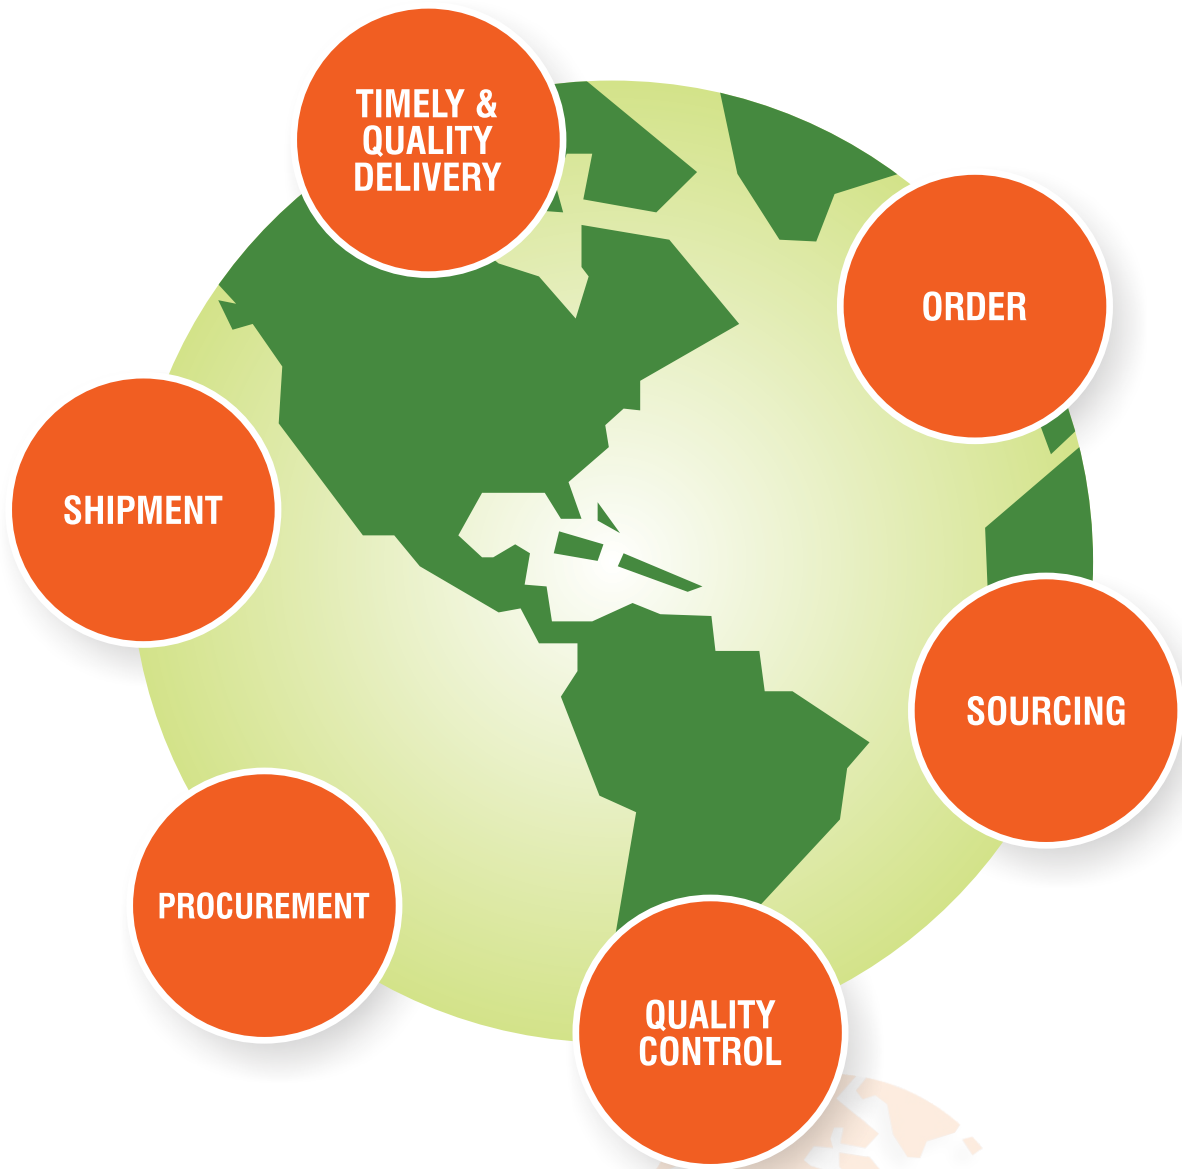 TIMELY &
QUALITY
DELIVERY
ORDER
SHIPMENT
SOURCING
PROCUREMENT
QUALITY
CONTROL